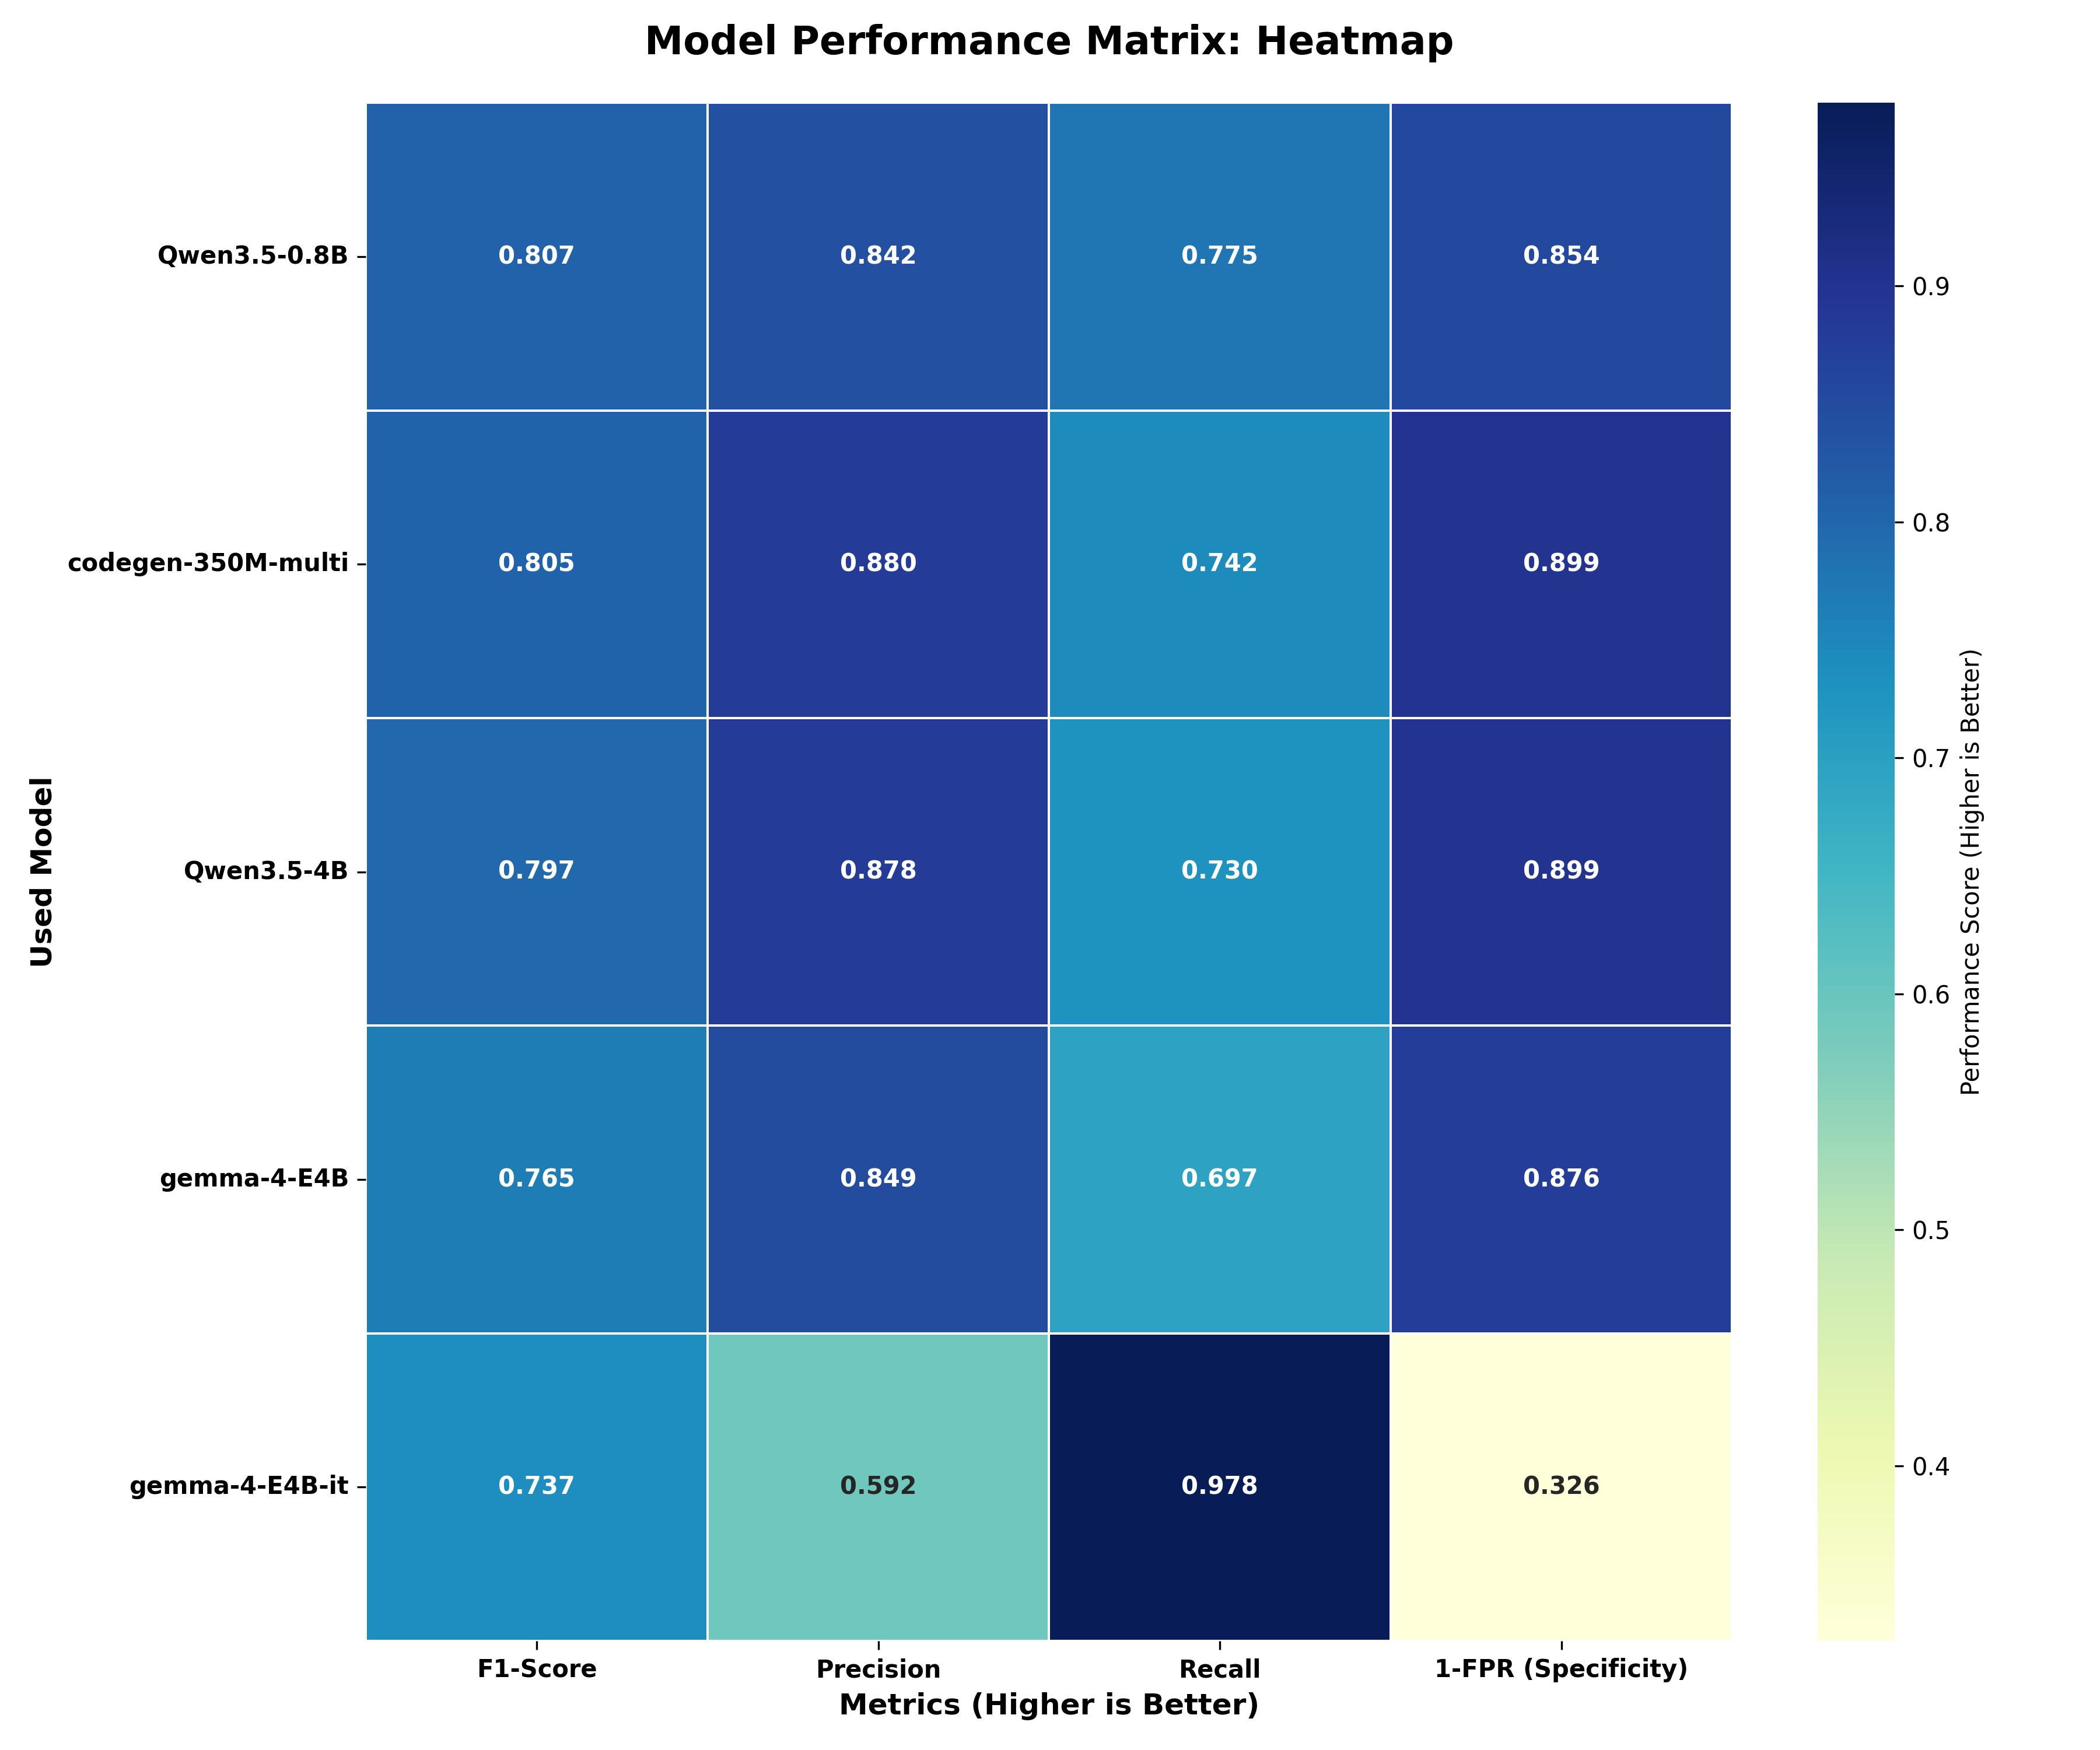 Model Performance Matrix: Heatmap
Used Model
Qwen3.5-0.8B 0.807 0.842 0.775 0.854
codegen-350M-multi 0.805 0.880 0.742 0.899
Qwen3.5-4B 0.797 0.878 0.730 0.899
gemma-4-E4B 0.765 0.849 0.697 0.876
gemma-4-E4B-it 0.737 0.592 0.978 0.326
F1-Score Precision Recall 1-FPR (Specificity)
Metrics (Higher is Better)
0.9
0.8
0.7
0.6
0.5
0.4
Performance Score (Higher is Better)